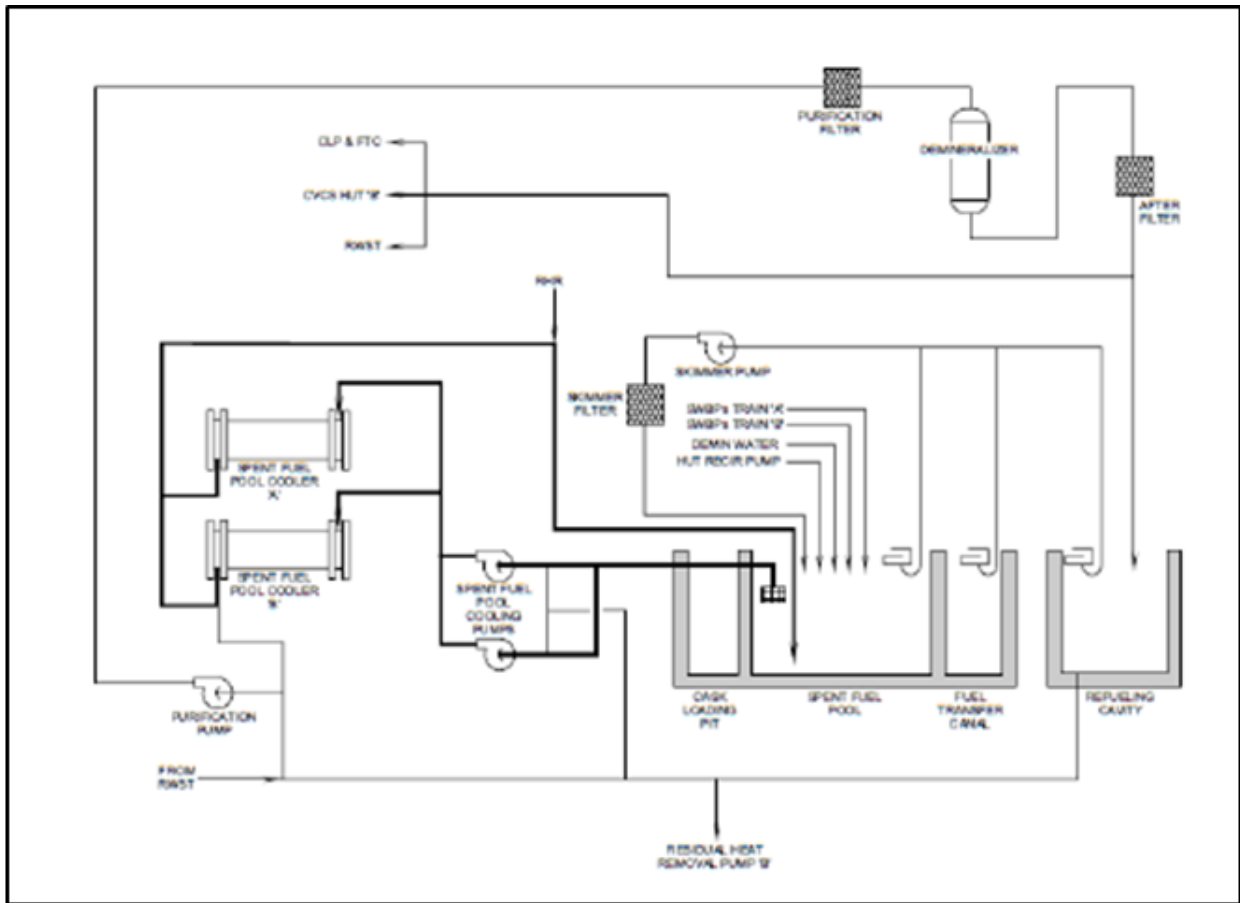 PURIFICATION
FILTER
DEMINERALIZER
AFTER
FILTER
CLP & FTC
CVCS HUT 'B'
RWST
RHR
SKIMMER PUMP
SKIMMER
FILTER
TRAIN 'A'
TRAIN 'B'
DEMIN WATER
HUT RECIR PUMP
SPENT FUEL
POOL COOLER
'A'
SPENT FUEL
POOL COOLER
'B'
SPENT FUEL
POOL
COOLING
PUMPS
PURIFICATION
PUMP
CASK
LOADING
PIT
SPENT FUEL
POOL
FUEL
TRANSFER
CANAL
REFUELING
CAVITY
FROM
RWST
RESIDUAL HEAT
REMOVAL PUMP 'B'